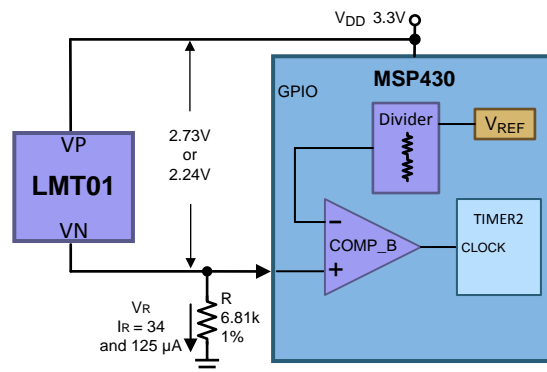 VDD 3.3V
MSP430
GPIO
Divider
VREF
2.73V
or
2.24V
VP
LMT01
VN
TIMER2
CLOCK
−
COMP_B
+
VR
IR = 34
and 125 µA
R
6.81k
1%